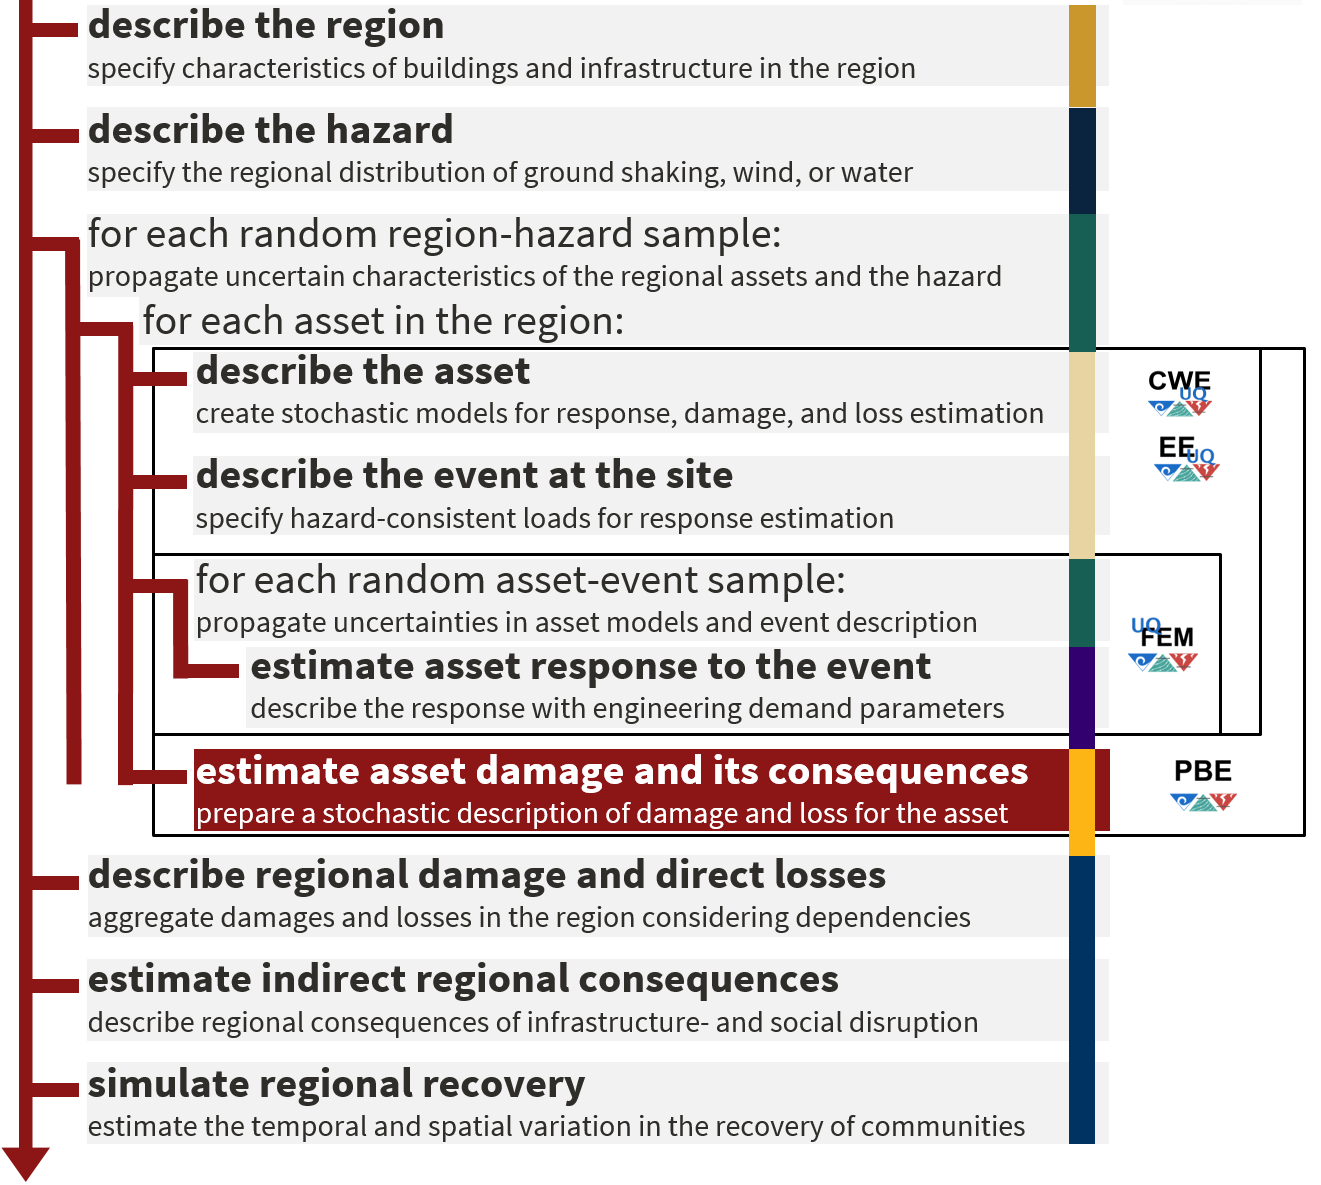 describe the region
specify characteristics of buildings and infrastructure in the region
describe the hazard
specify the regional distribution of ground shaking, wind, or water
for each random region-hazard sample:
propagate uncertain characteristics of the regional assets and the hazard
for each asset in the region:
describe the asset
create stochastic models for response, damage, and loss estimation
CWE
UQ
describe the event at the site
specify hazard-consistent loads for response estimation
EE
UQ
for each random asset-event sample:
propagate uncertainties in asset models and event description
UQ
FEM
estimate asset response to the event
describe the response with engineering demand parameters
estimate asset damage and its consequences
prepare a stochastic description of damage and loss for the asset
PBE
describe regional damage and direct losses
aggregate damages and losses in the region considering dependencies
estimate indirect regional consequences
describe regional consequences of infrastructure- and social disruption
simulate regional recovery
estimate the temporal and spatial variation in the recovery of communities